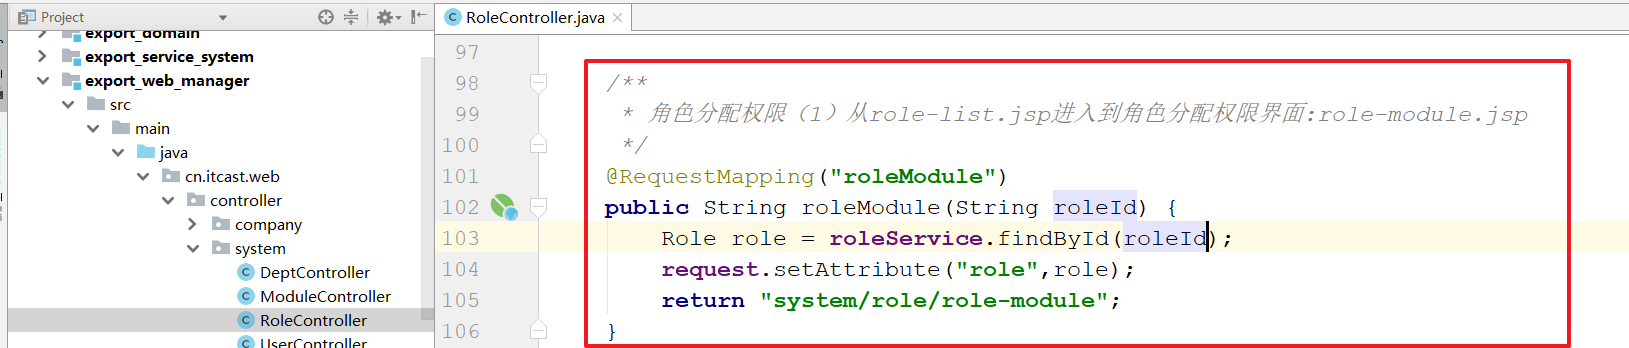 Project
export_domain
export_service_system
export_web_manager
src
main
java
cn.itcast.web
controller
company
system
DeptController
ModuleController
RoleController
UserController
RoleController.java
97
98 /**
99 * 角色分配权限（1）从role-list.jsp进入到角色分配权限界面:role-module.jsp
100 */
101 @RequestMapping("roleModule")
102 public String roleModule(String roleId) {
103 Role role = roleService.findById(roleId);
104 request.setAttribute("role",role);
105 return "system/role/role-module";
106 }